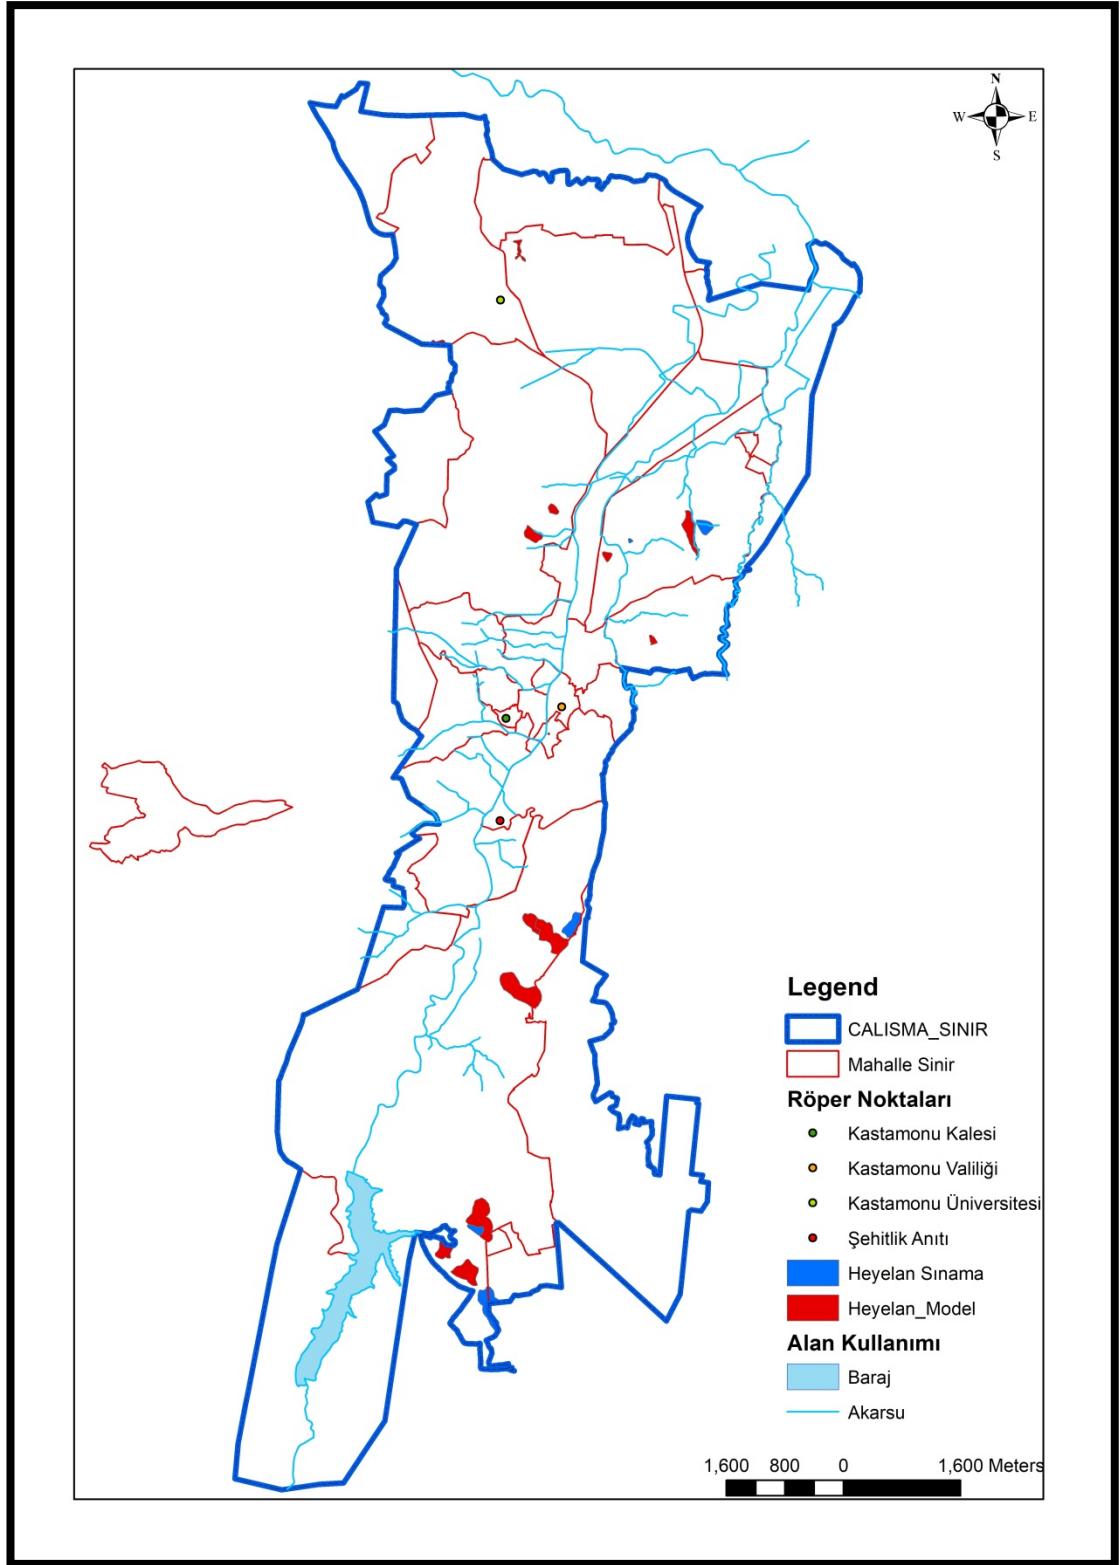 N
W E
S
Legend
CALISMA_SINIR
Mahalle Sinir
Röper Noktaları
Kastamonu Kalesi
Kastamonu Valiliği
Kastamonu Üniversitesi
Şehitlik Anıtı
Heyelan Sınama
Heyelan_Model
Alan Kullanımı
Baraj
Akarsu
1,600 800 0 1,600 Meters